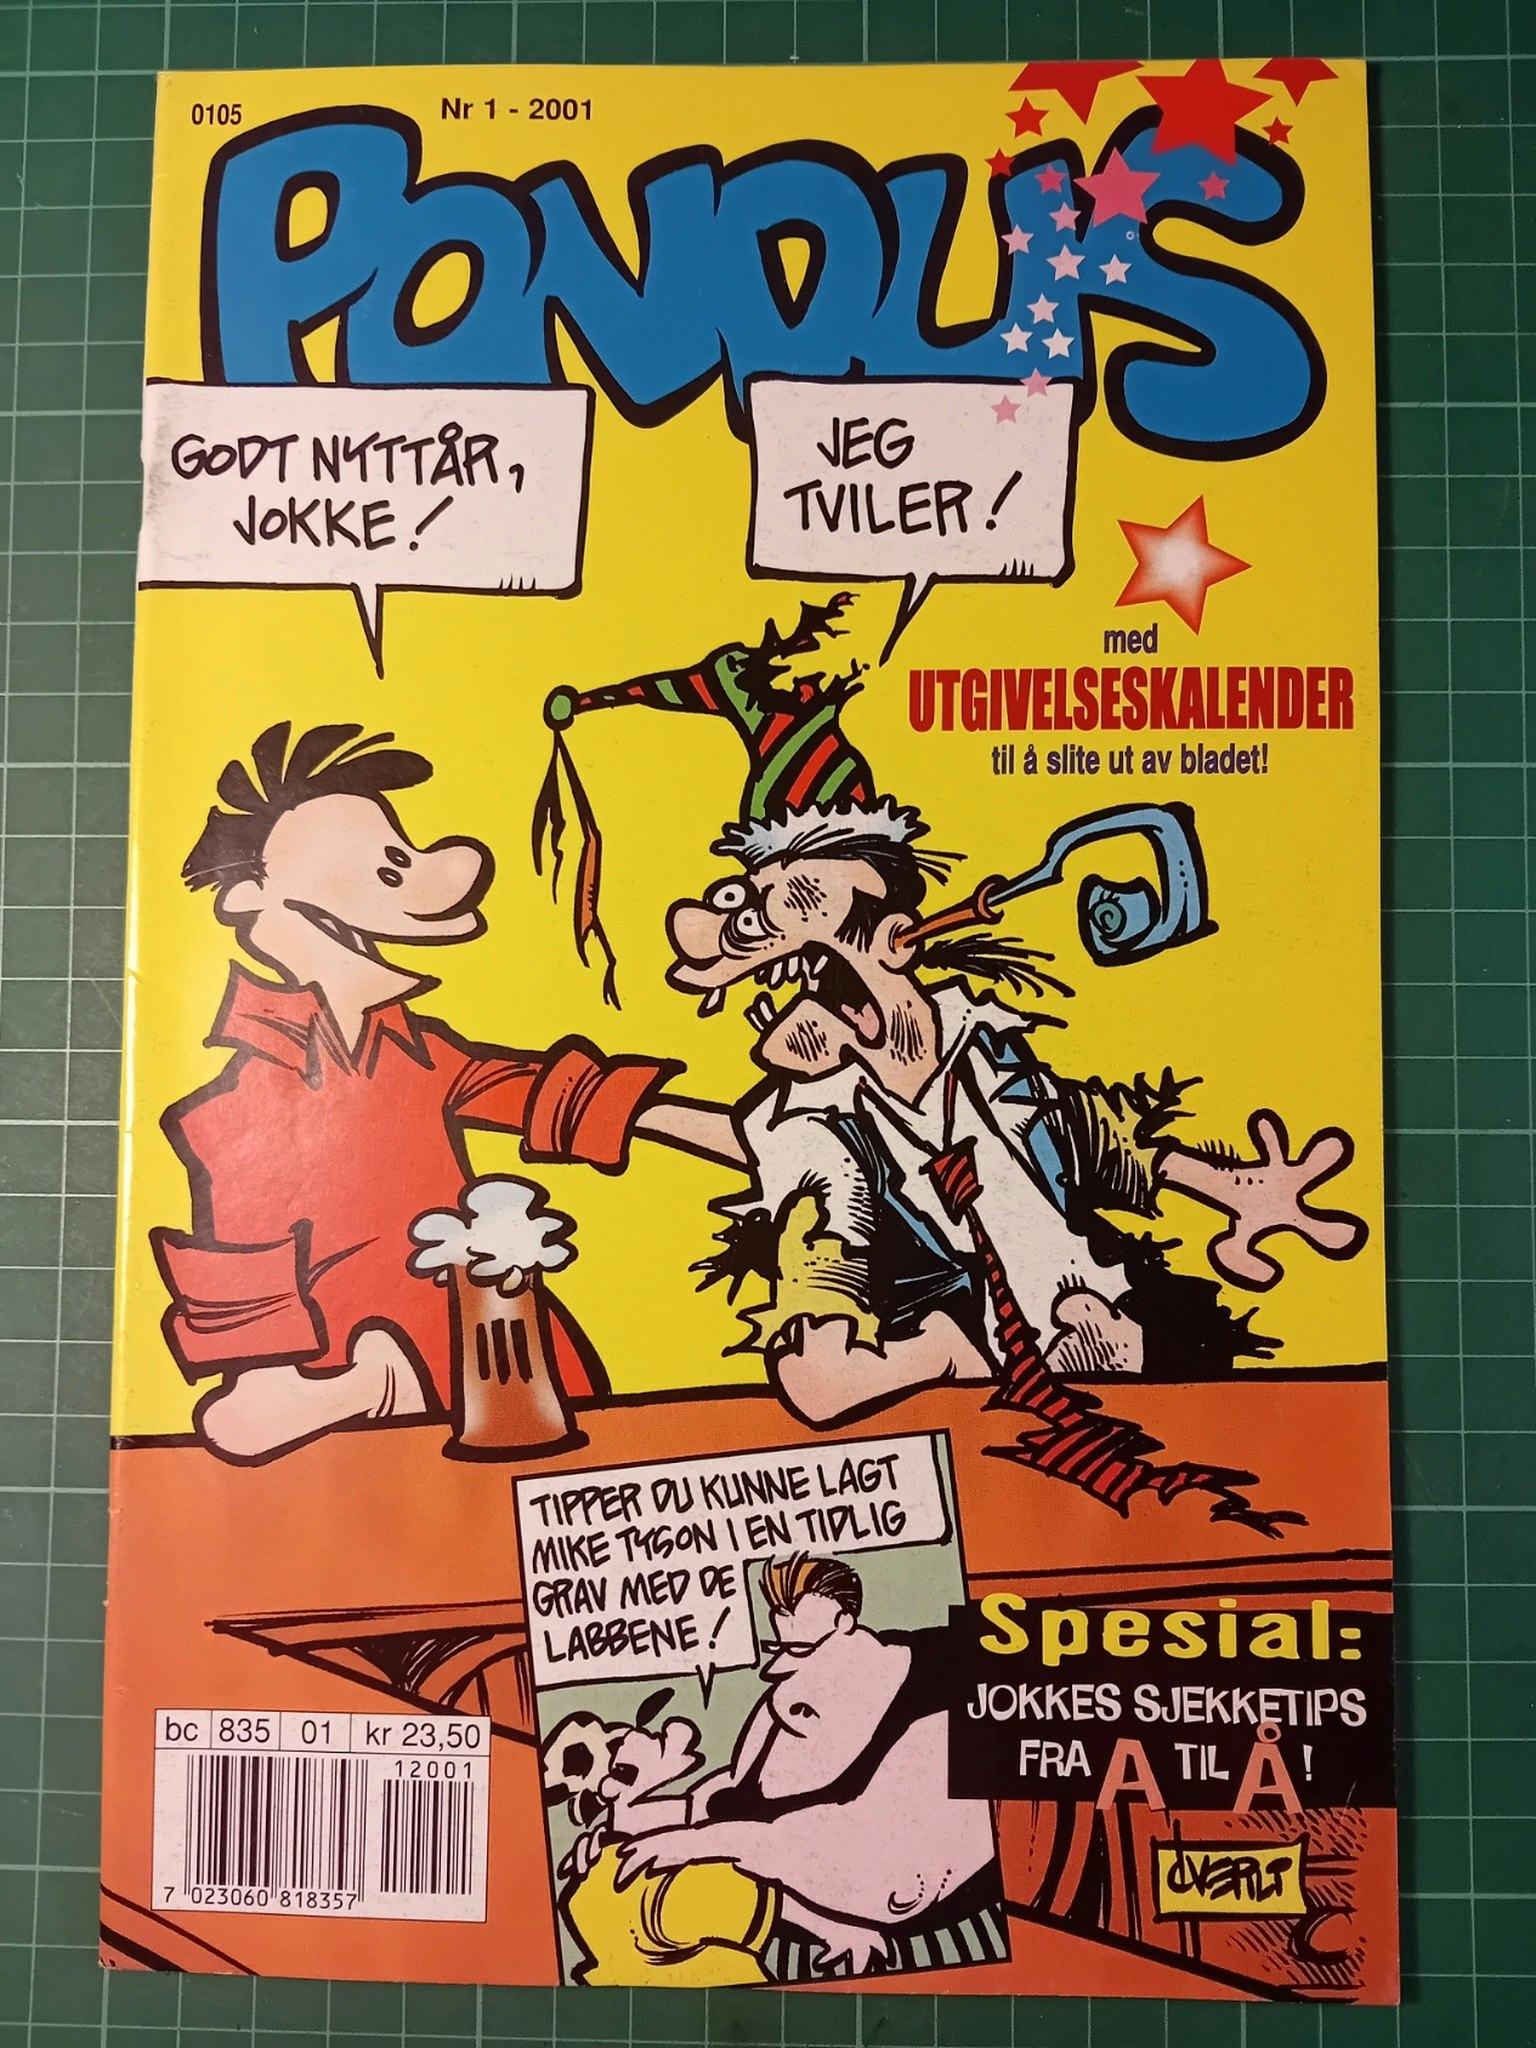 0105
Nr 1 - 2001
PONDUS
GODT NYTTÅR,
JOKKE!
JEG
TVILER!
med
UTGIVELSESKALENDER
til å slite ut av bladet!
TIPPER DU KUNNE LAGT
MIKE TYSON I EN TIDLIG
GRAV MED DE
LABBENE!
Spesial:
JOKKES SJEKKETIPS
FRA A TIL Å!
ØVERLI
bc 835 01 kr 23,50
12001
7 023060 818357